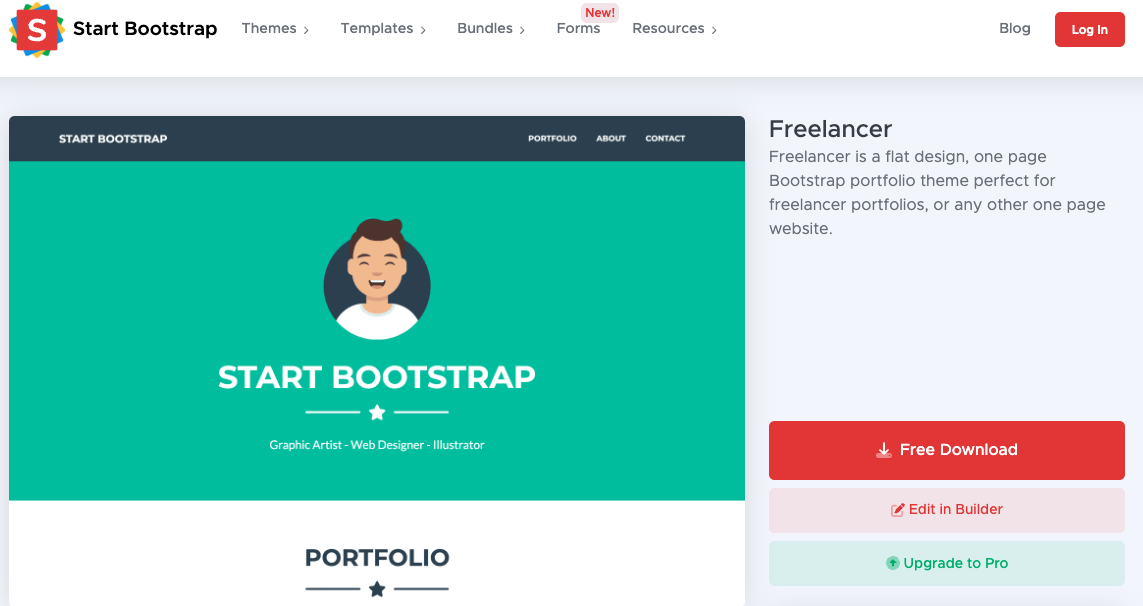 S Start Bootstrap Themes Templates Bundles Forms New! Resources Blog Log In
START BOOTSTRAP PORTFOLIO ABOUT CONTACT
START BOOTSTRAP
Graphic Artist - Web Designer - Illustrator
PORTFOLIO
Freelancer
Freelancer is a flat design, one page
Bootstrap portfolio theme perfect for
freelancer portfolios, or any other one page
website.
Free Download
Edit in Builder
Upgrade to Pro